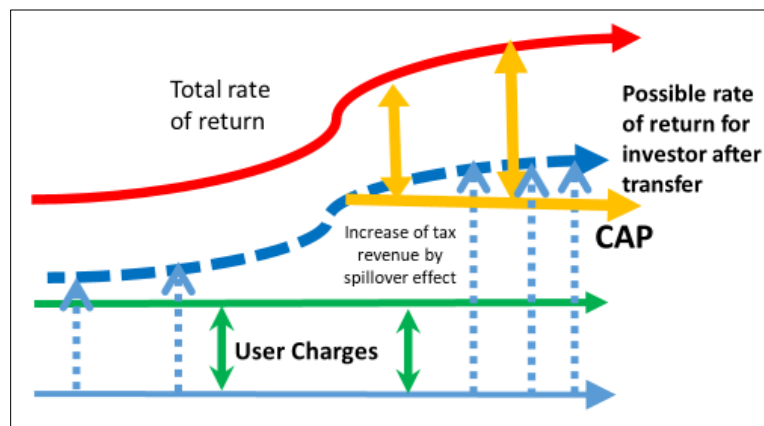 Total rate
of return
Possible rate
of return for
investor after
transfer
CAP
Increase of tax
revenue by
spillover effect
User Charges